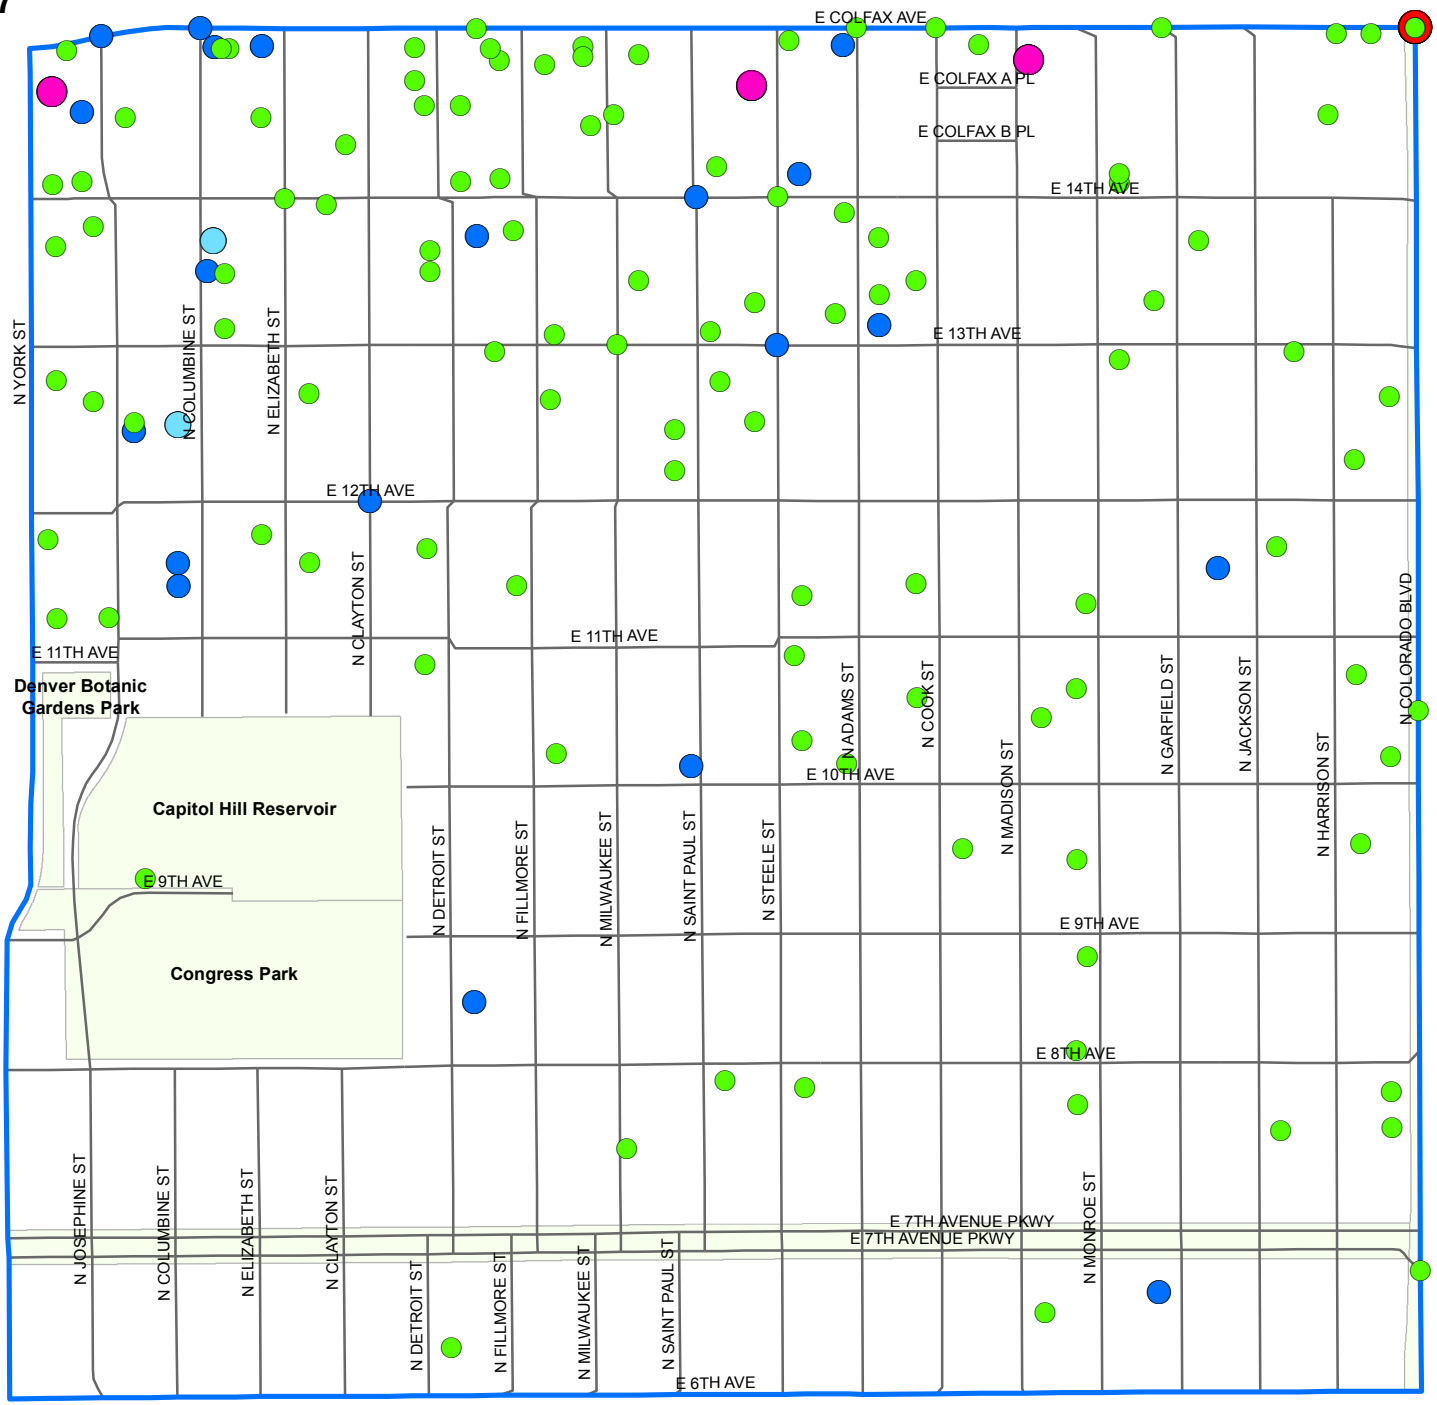 7
E COLFAX AVE
E COLFAX A PL
E COLFAX B PL
E 14TH AVE
N YORK ST
N COLUMBINE ST
N ELIZABETH ST
E 13TH AVE
E 12TH AVE
N CLAYTON ST
E 11TH AVE
E 11TH AVE
N COLORADO BLVD
Denver Botanic
Gardens Park
N ADAMS ST
N COOK ST
N GARFIELD ST
N JACKSON ST
N MADISON ST
N HARRISON ST
E 10TH AVE
Capitol Hill Reservoir
N DETROIT ST
N FILLMORE ST
N MILWAUKEE ST
N SAINT PAUL ST
N STEELE ST
E 9TH AVE
E 9TH AVE
Congress Park
E 8TH AVE
N JOSEPHINE ST
N COLUMBINE ST
N ELIZABETH ST
N CLAYTON ST
N MONROE ST
E 7TH AVENUE PKWY
E 7TH AVENUE PKWY
N DETROIT ST
N FILLMORE ST
N MILWAUKEE ST
N SAINT PAUL ST
E 6TH AVE